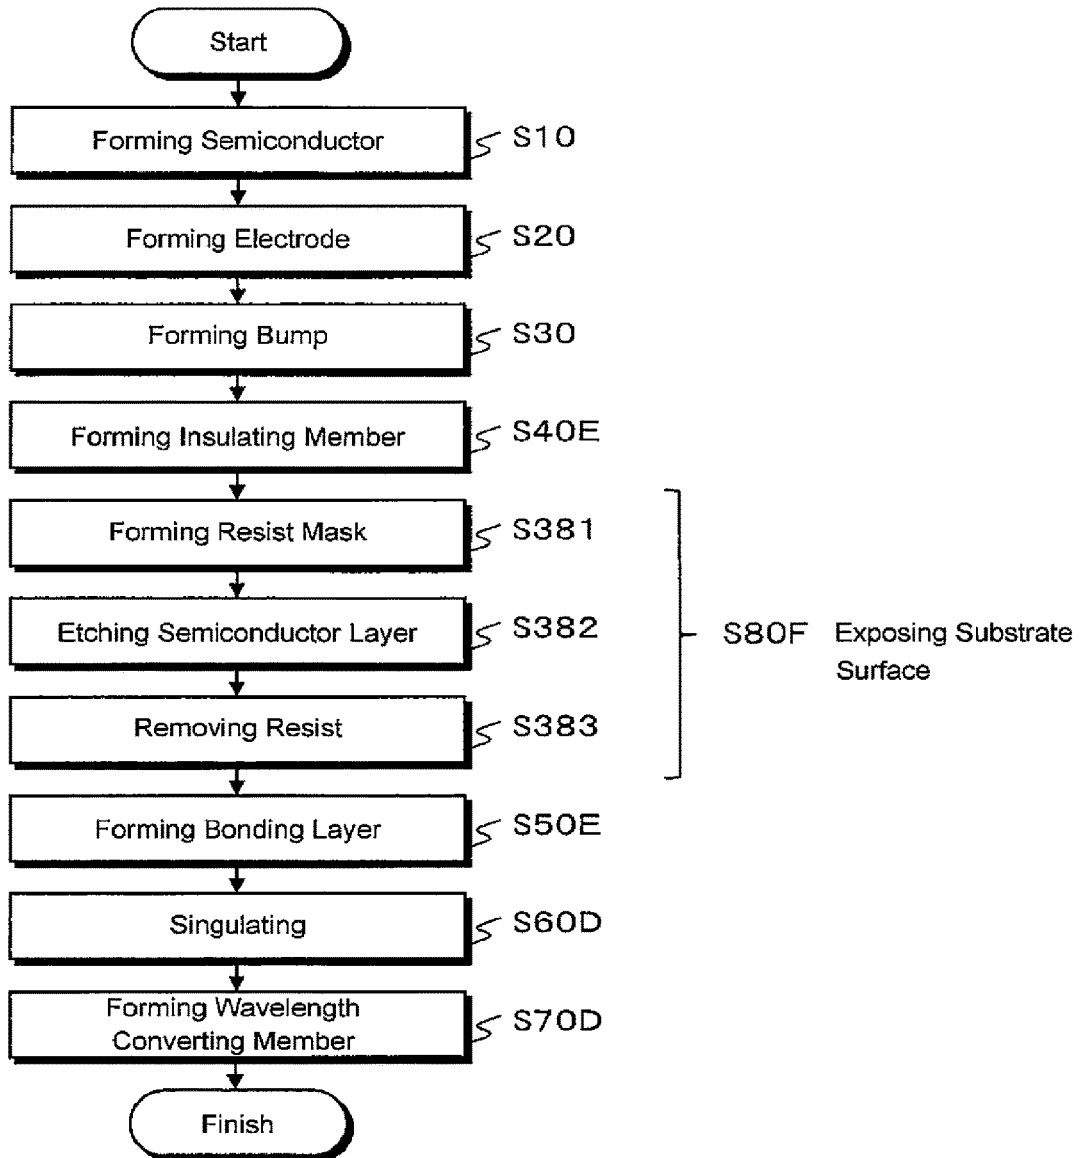 Start
Forming Semiconductor
S10
Forming Electrode
S20
Forming Bump
S30
Forming Insulating Member
S40E
Forming Resist Mask
S381
Etching Semiconductor Layer
S382
S80F Exposing Substrate
Surface
Removing Resist
S383
Forming Bonding Layer
S50E
Singulating
S60D
Forming Wavelength
Converting Member
S70D
Finish